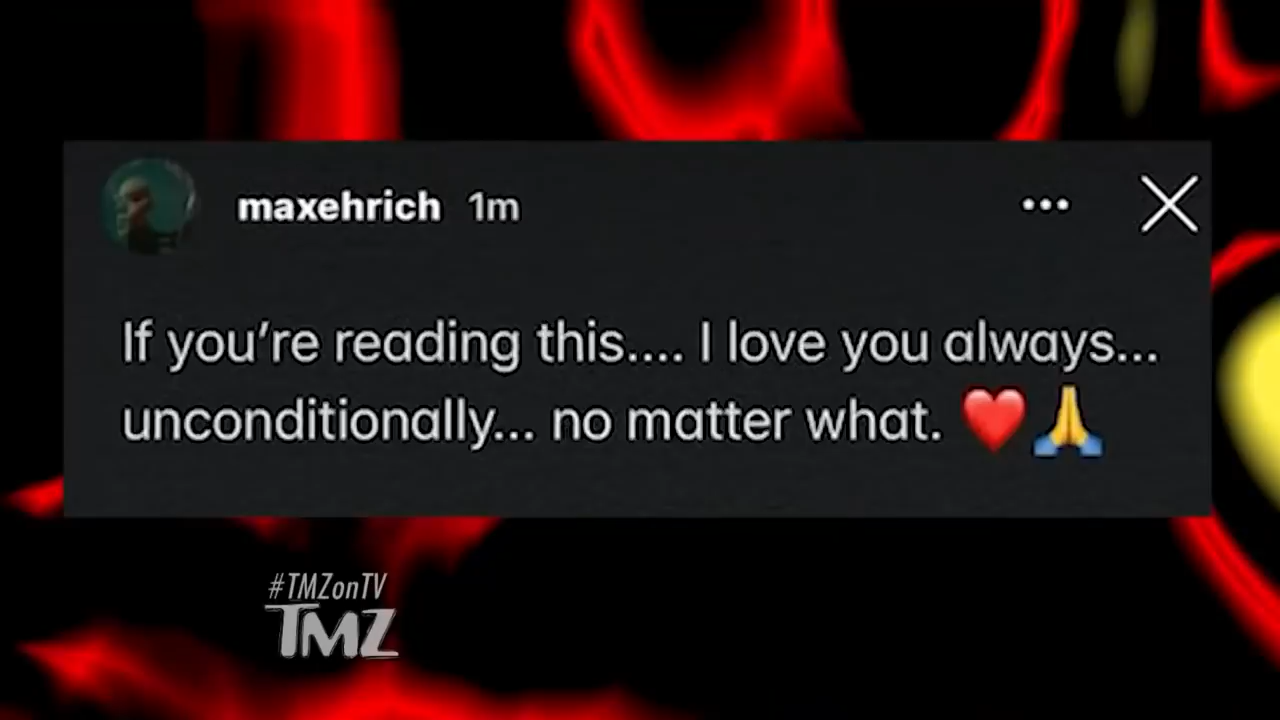 maxehrich 1m
If you’re reading this.... I love you always...
unconditionally... no matter what. ❤️🙏
#TMZonTV
TMZ